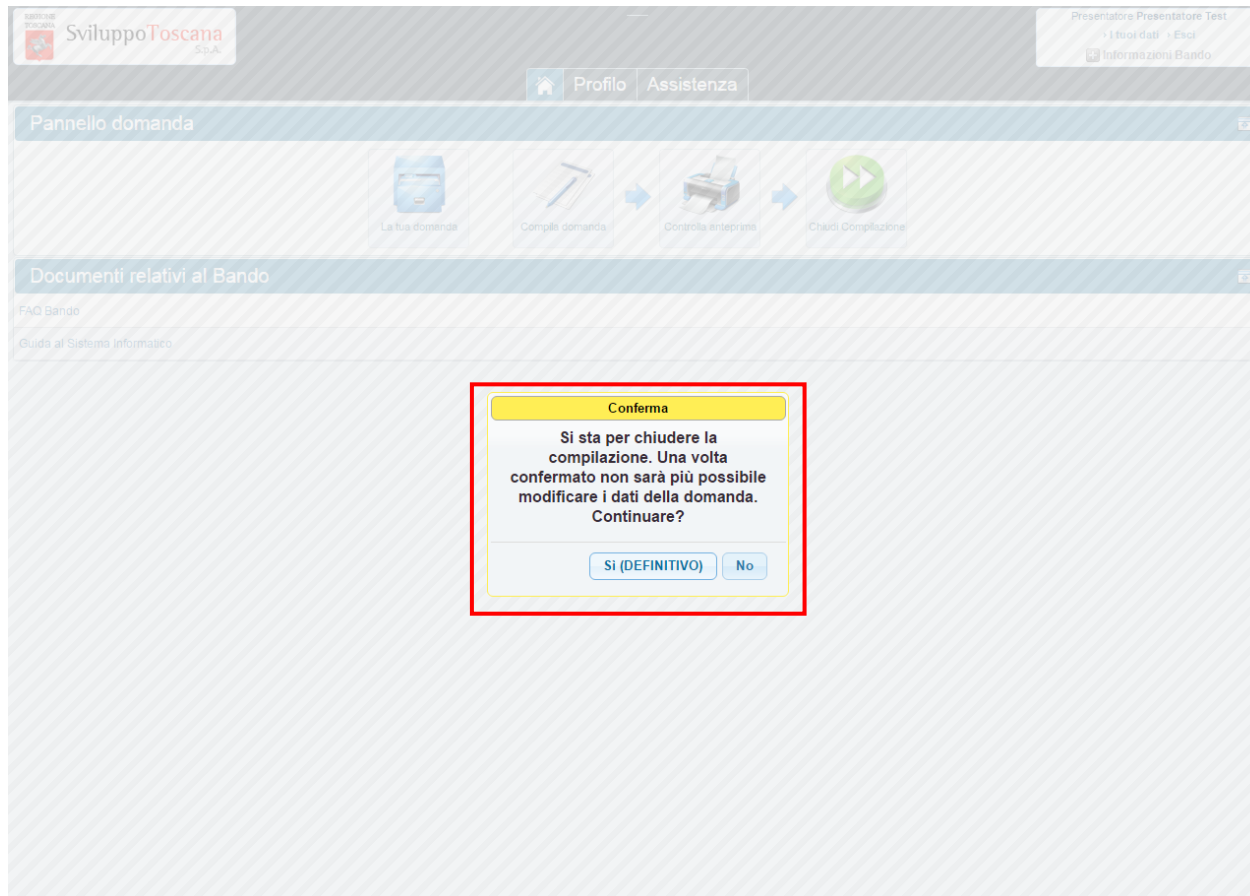 REGIONE
TOSCANA
SviluppoToscana
S.p.A.
Presentatore Presentatore Test
I tuoi dati Esci
Informazioni Bando
Profilo Assistenza
Pannello domanda
La tua domanda Compila domanda Controlla anteprima Chiudi Compilazione
Documenti relativi al Bando
FAQ Bando
Guida al Sistema Informatico
Conferma
Si sta per chiudere la
compilazione. Una volta
confermato non sarà più possibile
modificare i dati della domanda.
Continuare?
Sì (DEFINITIVO) No